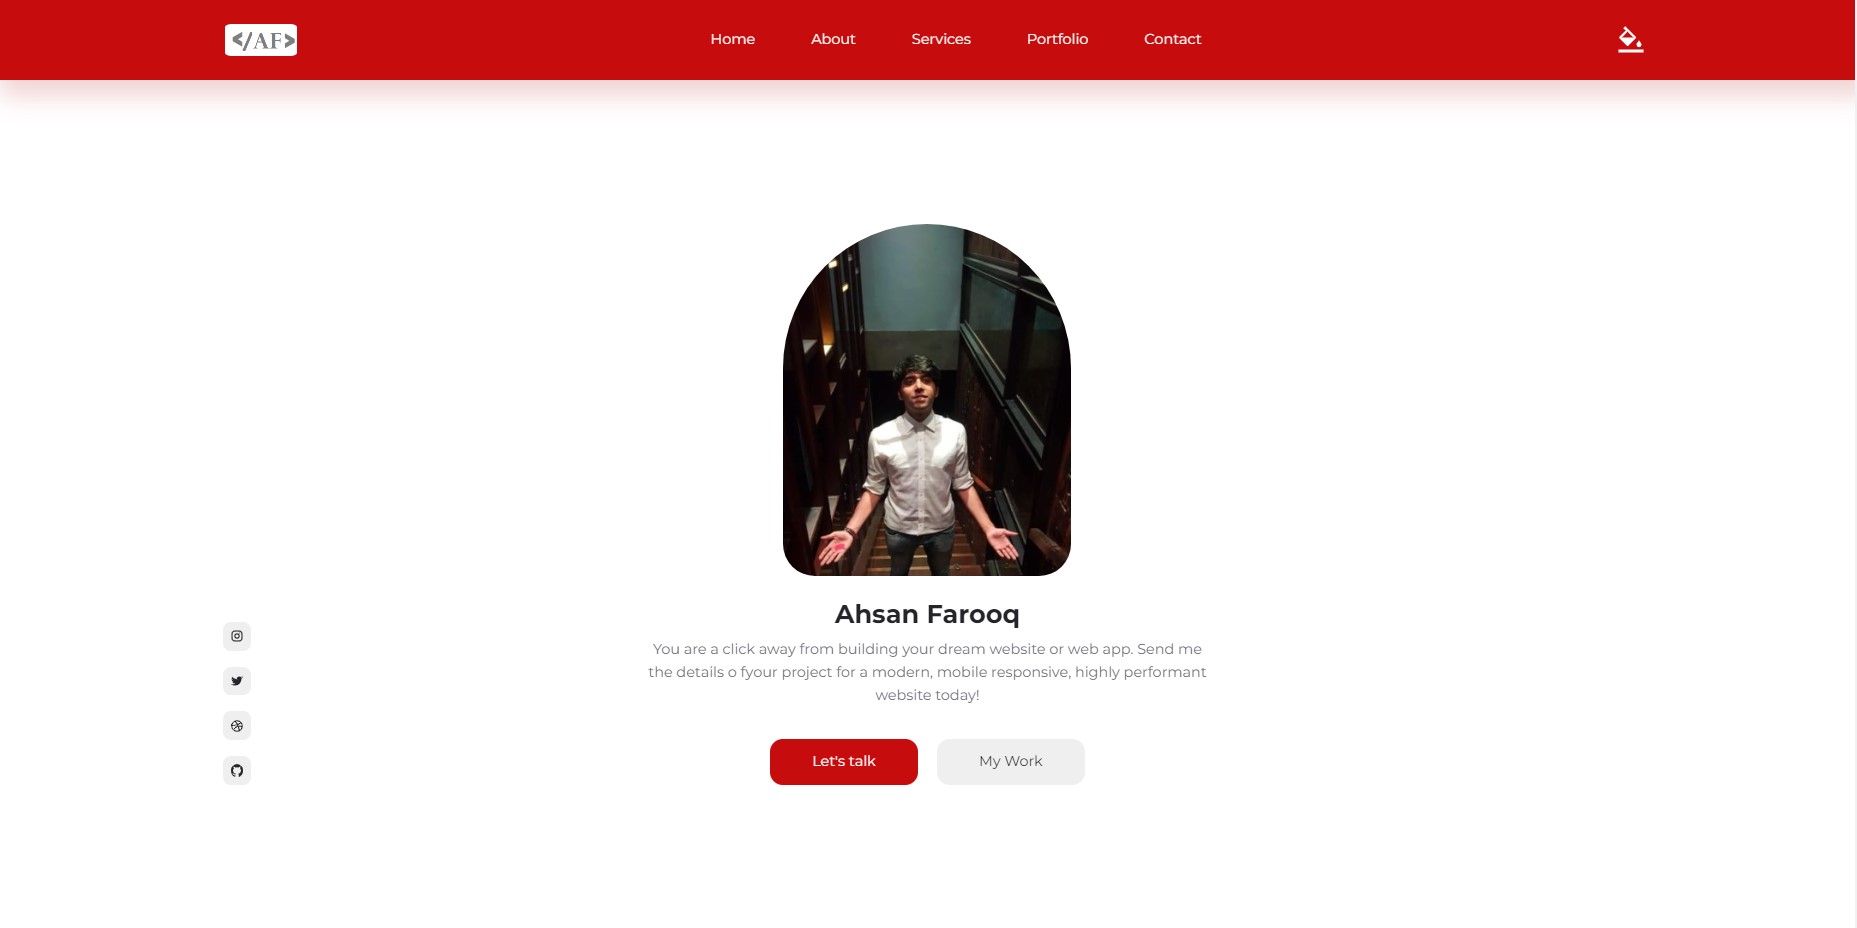 </AF>
Home
About
Services
Portfolio
Contact
Ahsan Farooq
You are a click away from building your dream website or web app. Send me
the details o fyour project for a modern, mobile responsive, highly performant
website today!
Let's talk
My Work